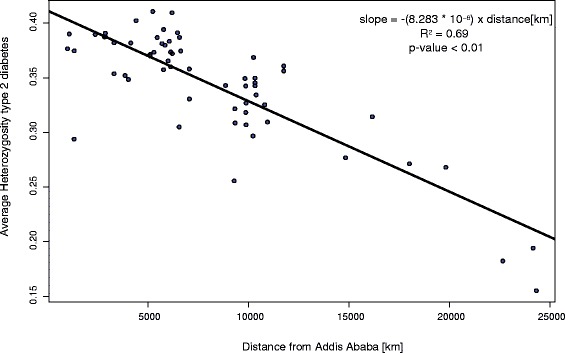 slope = -(8.283 * 10⁻⁶) x distance[km]
R² = 0.69
p-value < 0.01
Average Heterozygosity type 2 diabetes
0.40
0.35
0.30
0.25
0.20
0.15
5000 10000 15000 20000 25000
Distance from Addis Ababa [km]